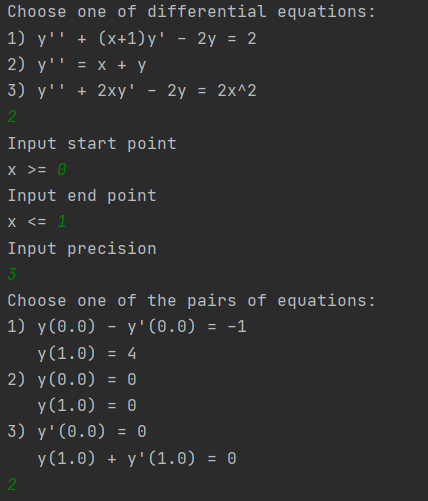 Choose one of differential equations:
1) y'' + (x+1)y' - 2y = 2
2) y'' = x + y
3) y'' + 2xy' - 2y = 2x^2
2
Input start point
x >= 0
Input end point
x <= 1
Input precision
3
Choose one of the pairs of equations:
1) y(0.0) - y'(0.0) = -1
   y(1.0) = 4
2) y(0.0) = 0
   y(1.0) = 0
3) y'(0.0) = 0
   y(1.0) + y'(1.0) = 0
2